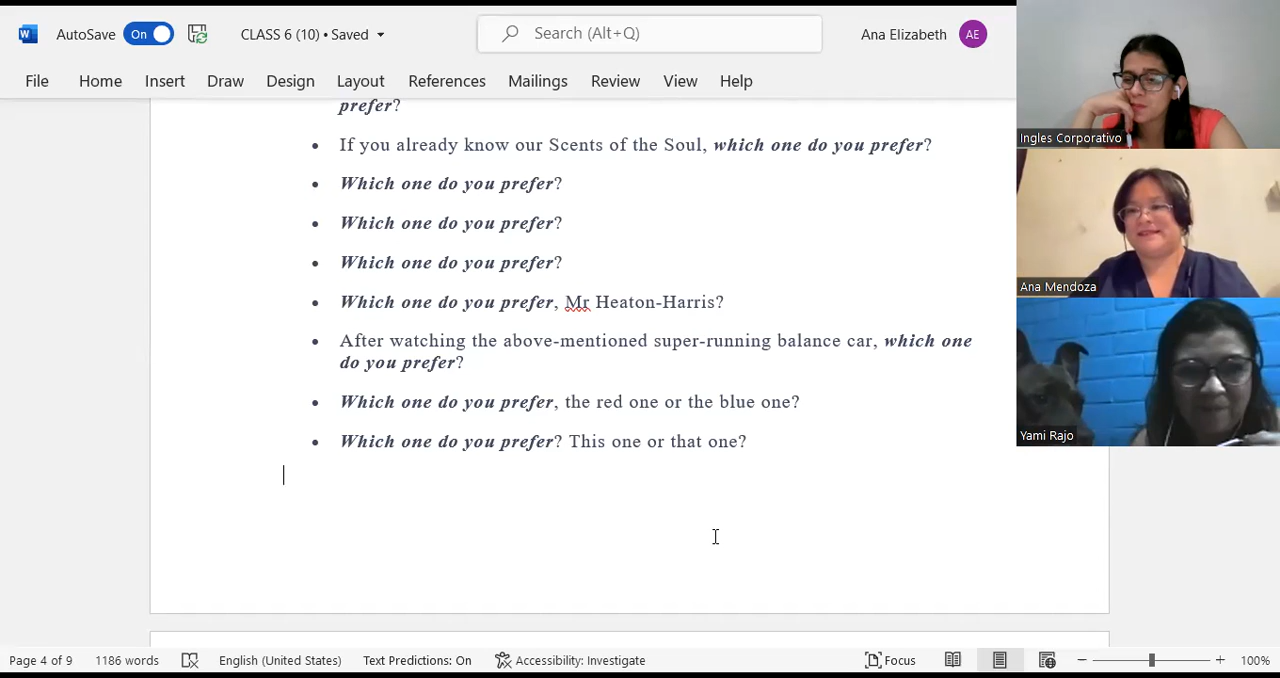 AutoSave On CLASS 6 (10) • Saved Search (Alt+Q) Ana Elizabeth AE
File Home Insert Draw Design Layout References Mailings Review View Help
prefer?
• If you already know our Scents of the Soul, which one do you prefer?
• Which one do you prefer?
• Which one do you prefer?
• Which one do you prefer?
• Which one do you prefer, Mr Heaton-Harris?
• After watching the above-mentioned super-running balance car, which one
do you prefer?
• Which one do you prefer, the red one or the blue one?
• Which one do you prefer? This one or that one?
Ingles Corporativo
Ana Mendoza
Yami Rajo
Page 4 of 9 1186 words English (United States) Text Predictions: On Accessibility: Investigate Focus 100%